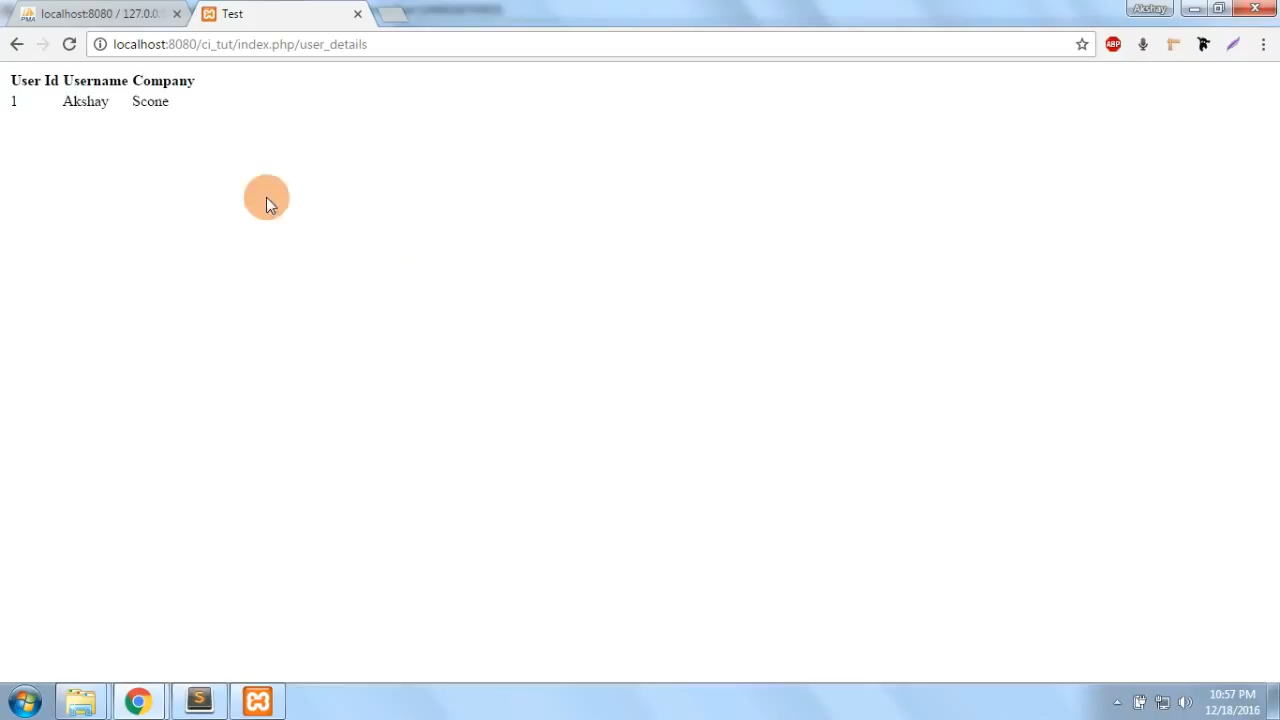 localhost:8080 / 127.0.0.
Test
Akshay
localhost:8080/ci_tut/index.php/user_details
ABP
User Id Username Company
1 Akshay Scone
10:57 PM
12/18/2016